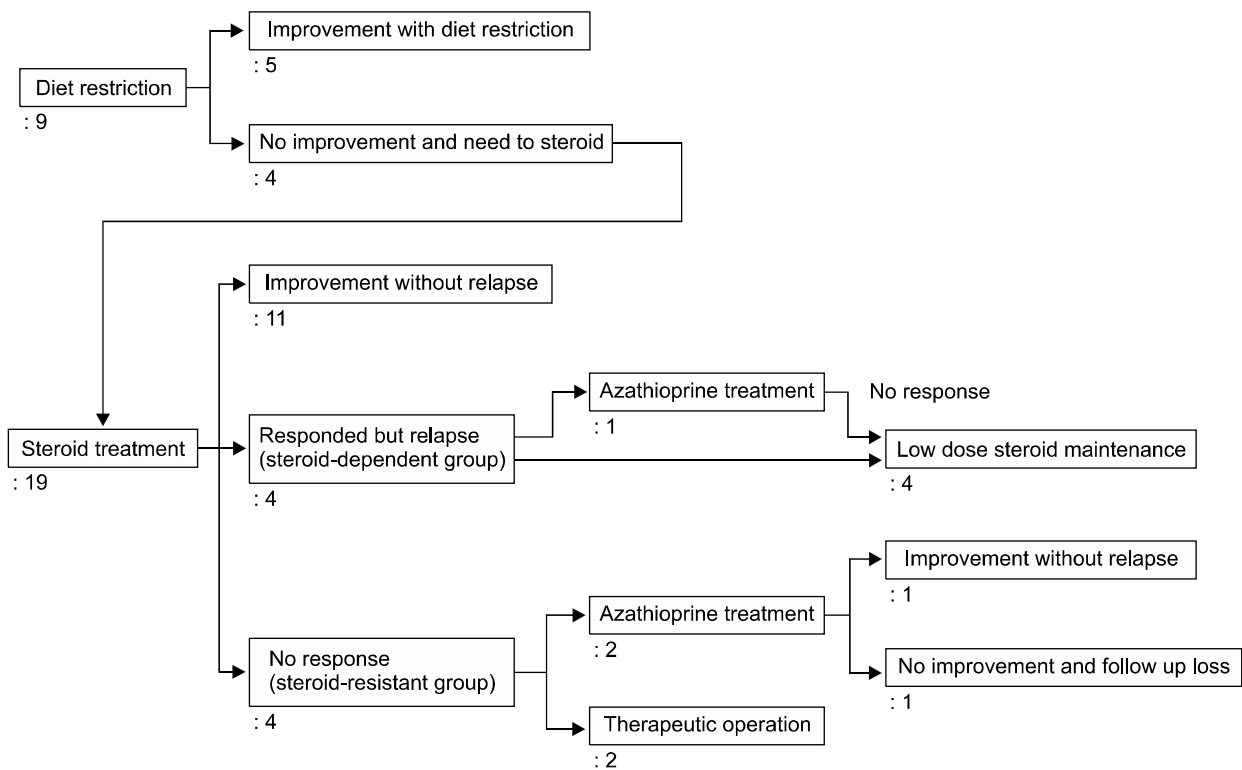 Improvement with diet restriction
: 5
Diet restriction
: 9
No improvement and need to steroid
: 4
Improvement without relapse
: 11
Steroid treatment
: 19
Responded but relapse
(steroid-dependent group)
: 4
Azathioprine treatment
: 1
No response
Low dose steroid maintenance
: 4
No response
(steroid-resistant group)
: 4
Azathioprine treatment
: 2
Improvement without relapse
: 1
No improvement and follow up loss
: 1
Therapeutic operation
: 2